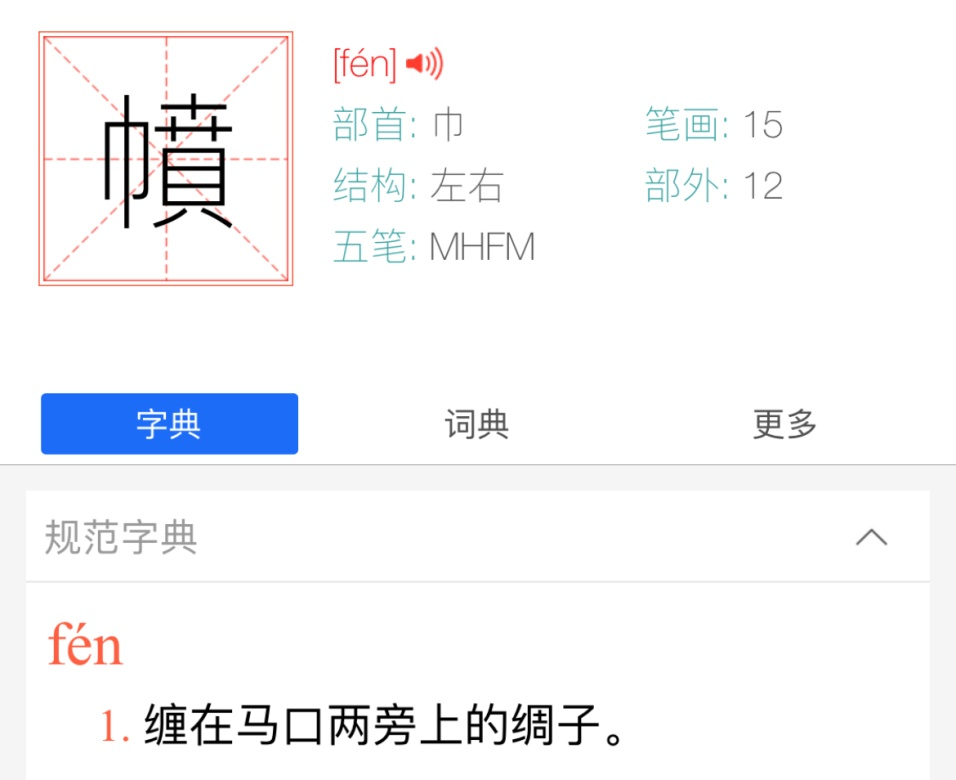 幩
[fén]
部首: 巾 笔画: 15
结构: 左右 部外: 12
五笔: MHFM
字典 词典 更多
规范字典
fén
1. 缠在马口两旁上的绸子。